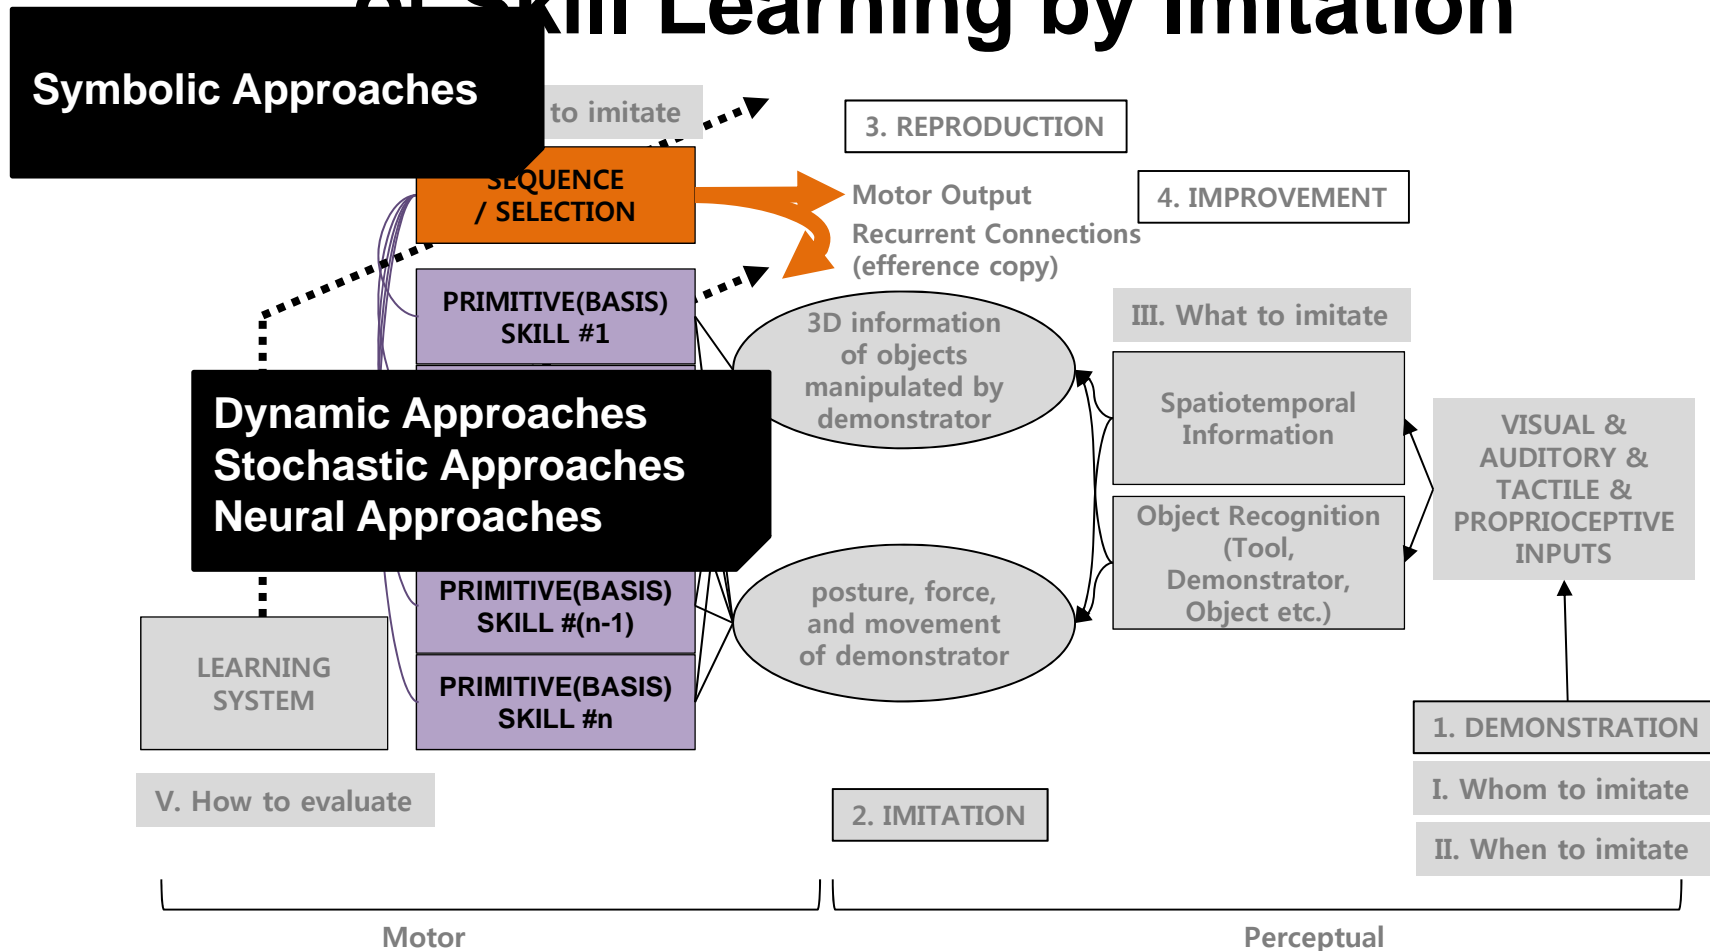 of Skill Learning by Imitation
Symbolic Approaches
to imitate
3. REPRODUCTION
SEQUENCE
/ SELECTION
Motor Output
4. IMPROVEMENT
Recurrent Connections
(efference copy)
PRIMITIVE(BASIS)
SKILL #1
3D information
of objects
manipulated by
demonstrator
III. What to imitate
Dynamic Approaches
Stochastic Approaches
Neural Approaches
Spatiotemporal
Information
VISUAL &
AUDITORY &
TACTILE &
PROPRIOCEPTIVE
INPUTS
Object Recognition
(Tool,
Demonstrator,
Object etc.)
PRIMITIVE(BASIS)
SKILL #(n-1)
posture, force,
and movement
of demonstrator
LEARNING
SYSTEM
PRIMITIVE(BASIS)
SKILL #n
1. DEMONSTRATION
V. How to evaluate
I. Whom to imitate
2. IMITATION
II. When to imitate
Motor
Perceptual